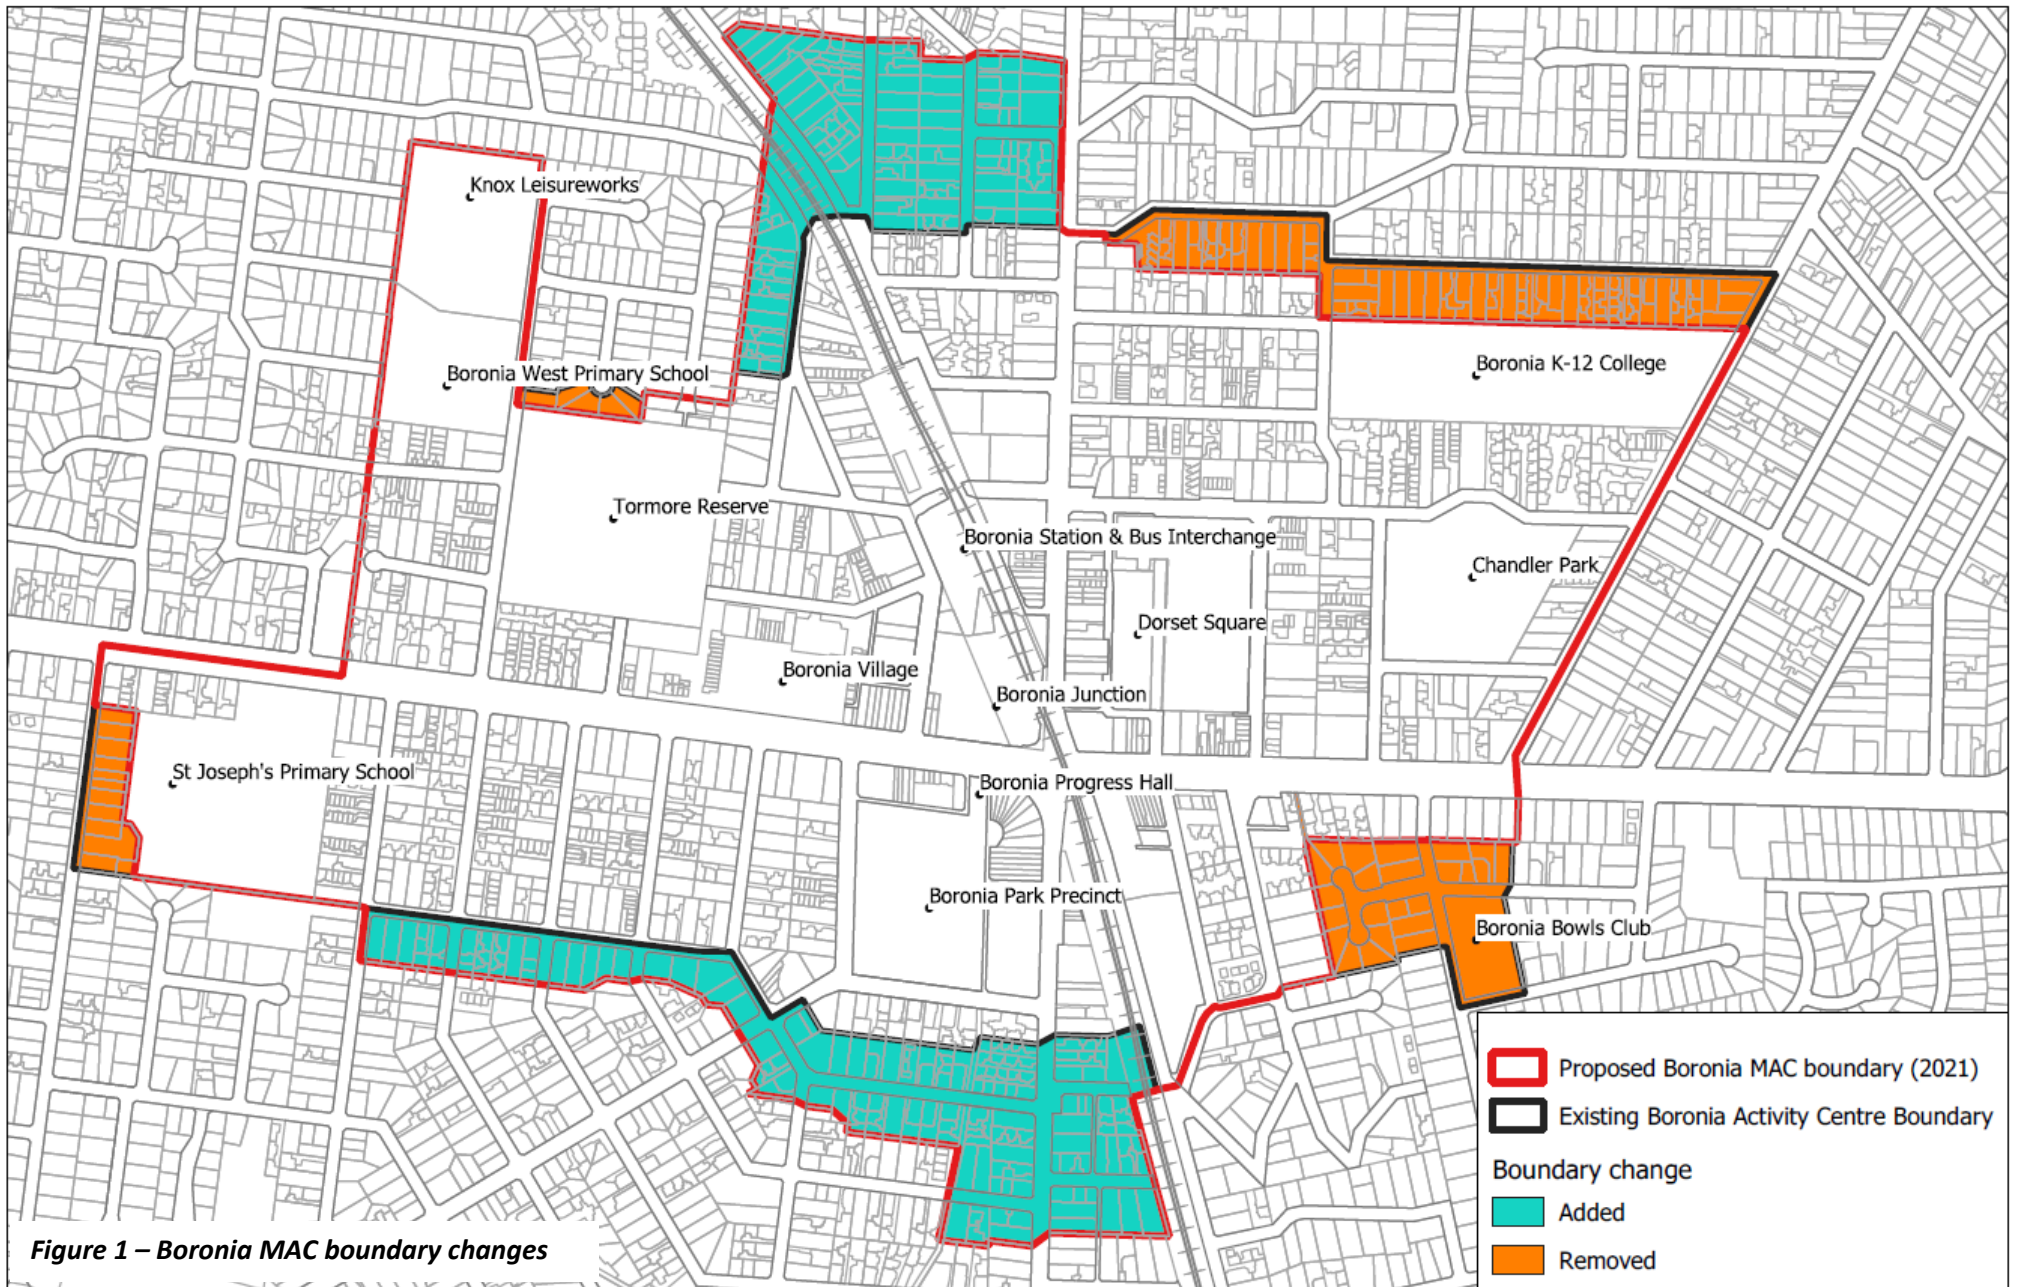 Knox Leisureworks
Boronia West Primary School
Boronia K-12 College
Tormore Reserve
Boronia Station & Bus Interchange
Chandler Park
Dorset Square
Boronia Village
Boronia Junction
St Joseph's Primary School
Boronia Progress Hall
Boronia Park Precinct
Boronia Bowls Club
Proposed Boronia MAC boundary (2021)
Existing Boronia Activity Centre Boundary
Boundary change
Added
Removed
Figure 1 – Boronia MAC boundary changes